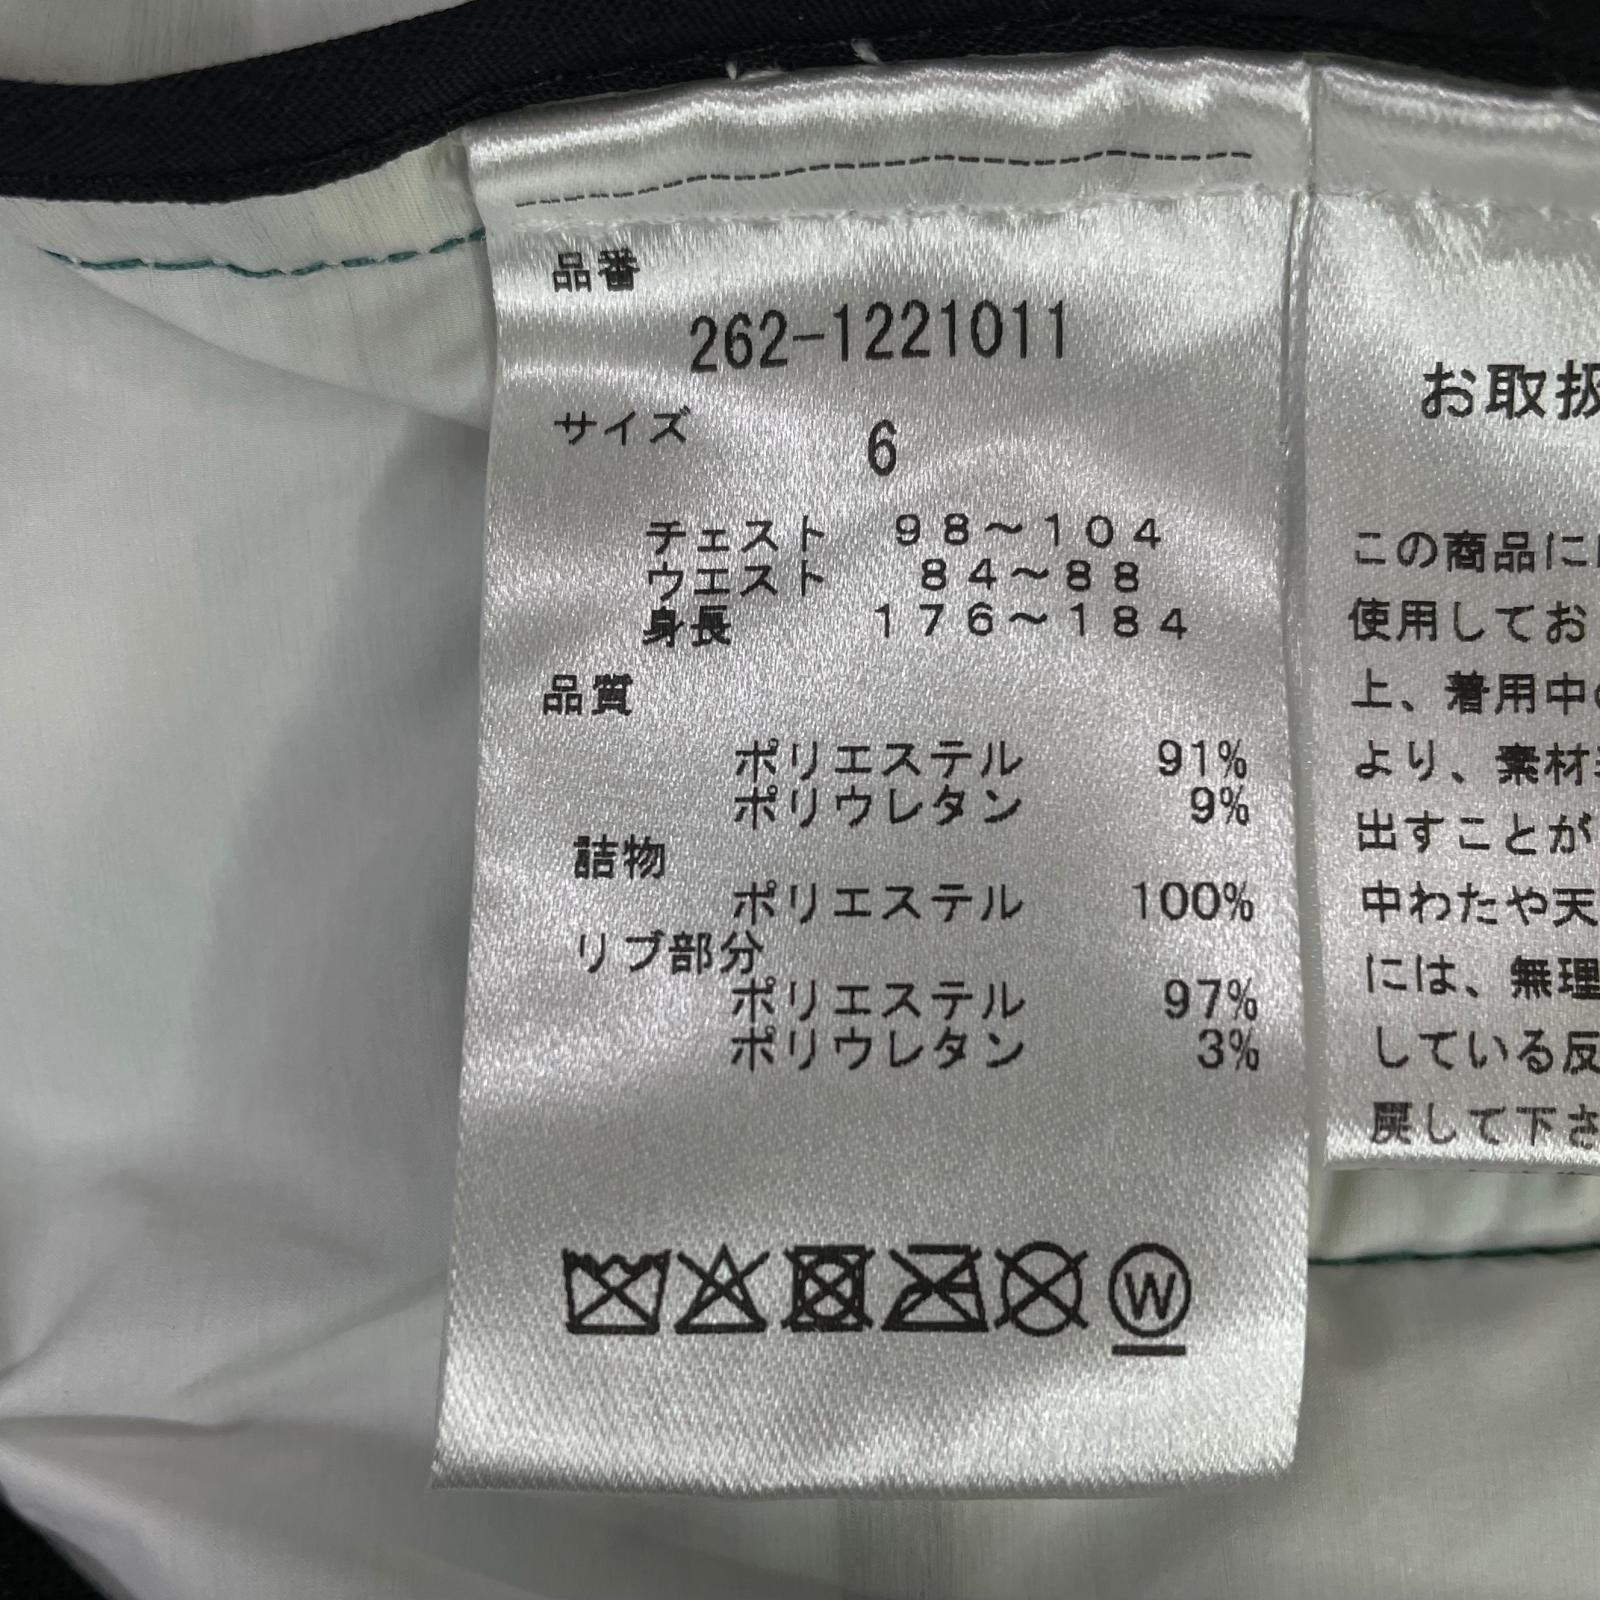 品番
262-1221011
サイズ 6
チェスト 98～104
ウエスト 84～88
身長 176～184
品質
ポリエステル 91%
ポリウレタン 9%
詰物
ポリエステル 100%
リブ部分
ポリエステル 97%
ポリウレタン 3%
W
お取扱
この商品に
使用してお
上、着用中
より、素材
出すことが
中わたや天
には、無理
している反
戻して下さ